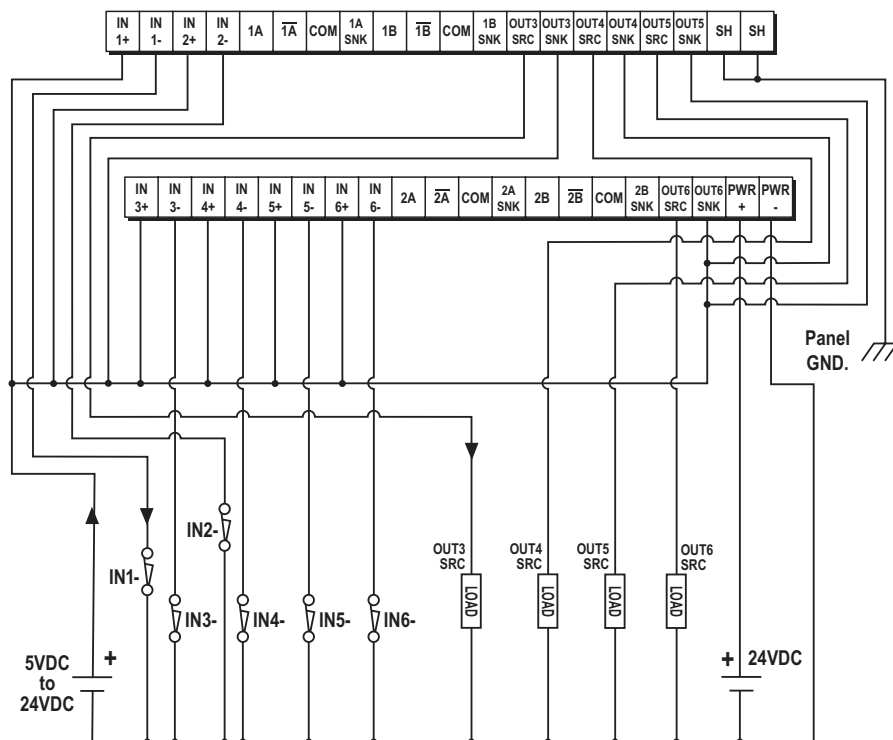 IN 1+ IN 1- IN 2+ IN 2- 1A 1A COM 1A SNK 1B 1B COM 1B SNK OUT3 SRC OUT3 SNK OUT4 SRC OUT4 SNK OUT5 SRC OUT5 SNK SH SH
IN 3+ IN 3- IN 4+ IN 4- IN 5+ IN 5- IN 6+ IN 6- 2A 2A COM 2A SNK 2B 2B COM 2B SNK OUT6 SRC OUT6 SNK PWR + PWR -
Panel
GND.
IN2-
IN1-
IN3-
IN4-
IN5-
IN6-
OUT3
SRC
LOAD
OUT4
SRC
LOAD
OUT5
SRC
LOAD
OUT6
SRC
LOAD
5VDC
to
24VDC
+
+ 24VDC